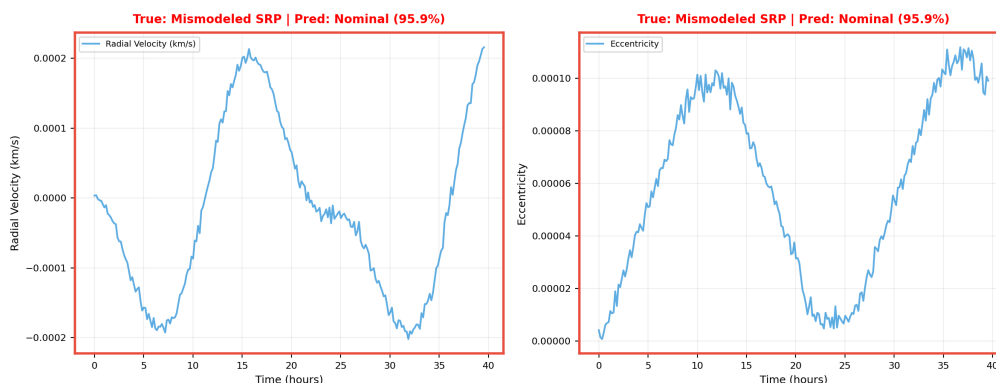 True: Mismodeled SRP | Pred: Nominal (95.9%)
Radial Velocity (km/s)
Radial Velocity (km/s)
0.0002
0.0001
0.0000
−0.0001
−0.0002
0 5 10 15 20 25 30 35 40
Time (hours)
True: Mismodeled SRP | Pred: Nominal (95.9%)
Eccentricity
Eccentricity
0.00010
0.00008
0.00006
0.00004
0.00002
0.00000
0 5 10 15 20 25 30 35
Time (hours)